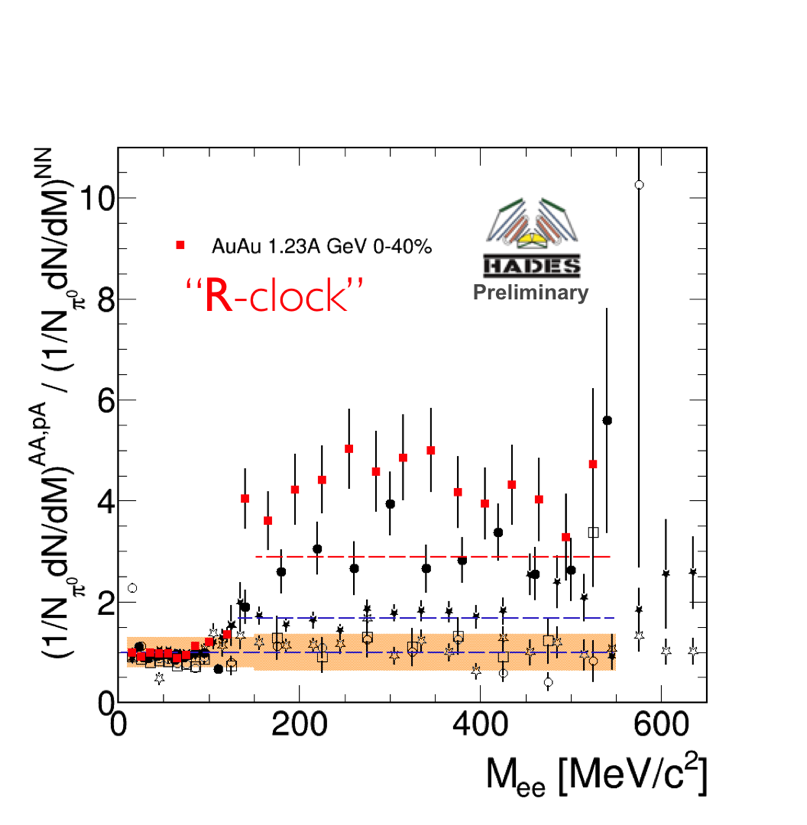 10
8
6
4
2
0
0 200 400 600
(1/N_π⁰ dN/dM)^AA,pA / (1/N_π⁰ dN/dM)^NN
AuAu 1.23A GeV 0-40%
“R-clock”
HADES
Preliminary
M_ee [MeV/c²]